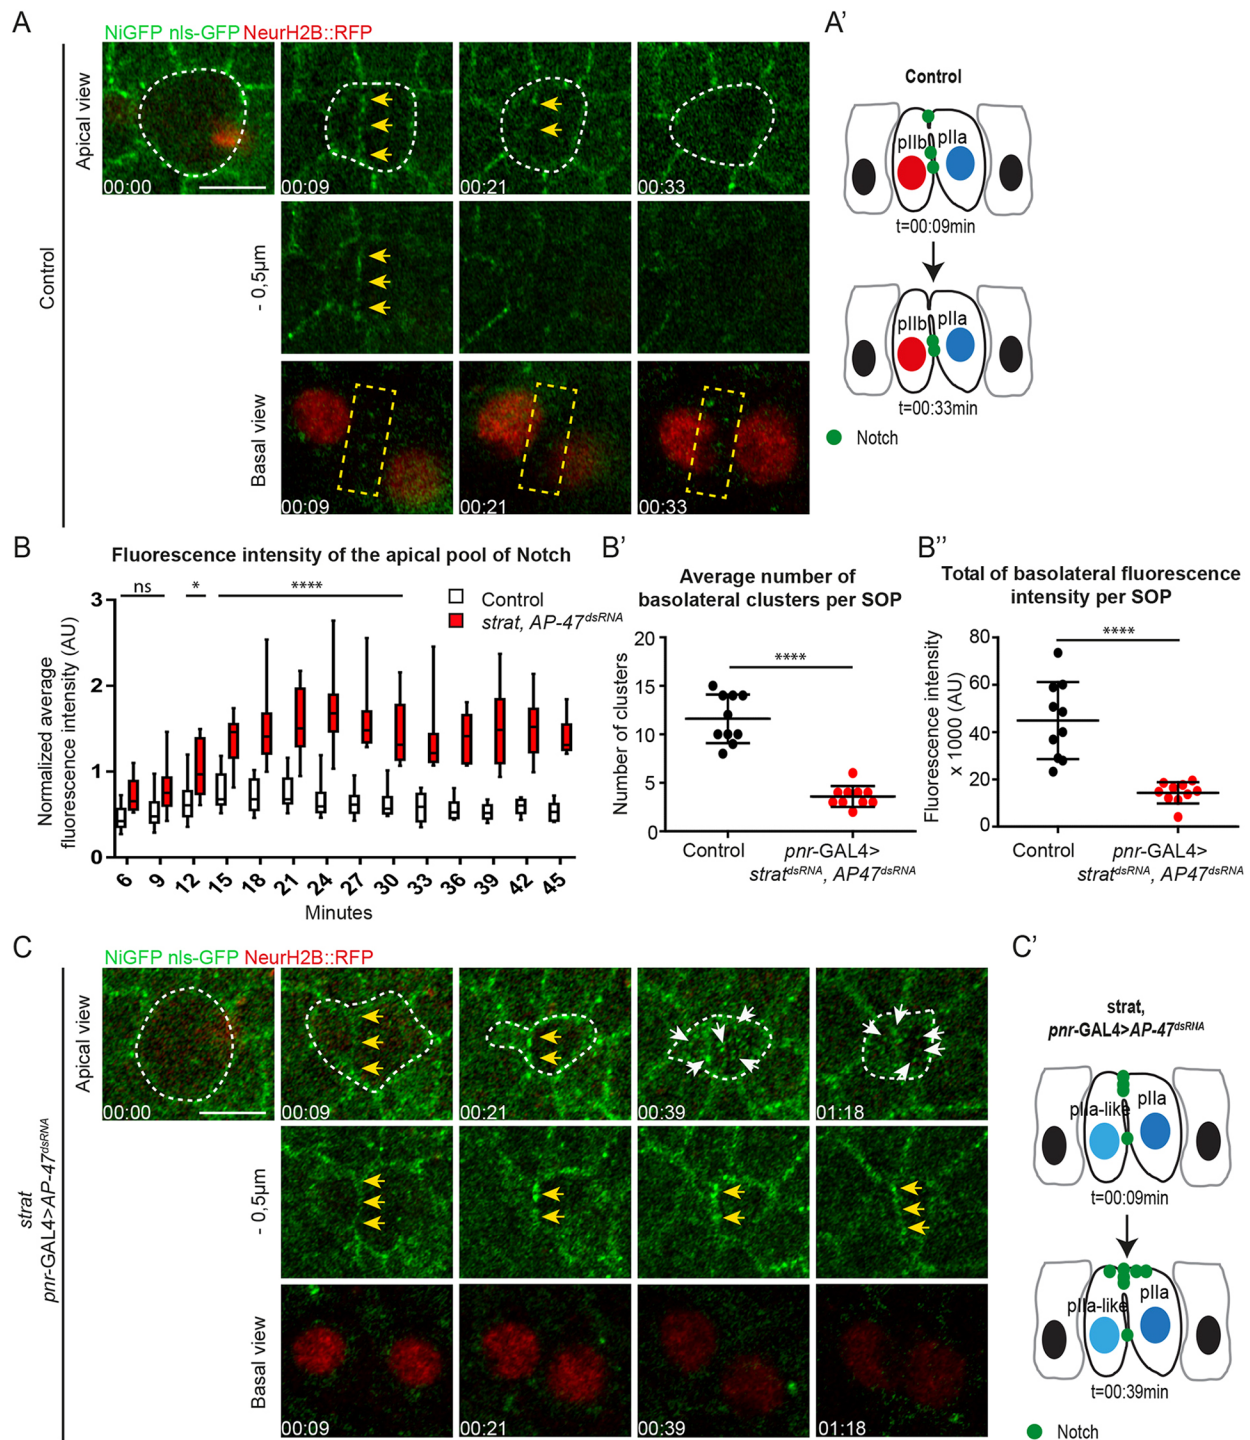 A
NiGFP nls-GFP NeurH2B::RFP
Control
Apical view
00:00
00:09
00:21
00:33
- 0,5µm
Basal view
00:09
00:21
00:33
A'
Control
pIIb
pIIa
t=00:09min
pIIb
pIIa
t=00:33min
Notch
B
Fluorescence intensity of the apical pool of Notch
Normalized average
fluorescence intensity (AU)
ns
*
****
Control
strat, AP-47dsRNA
3
2
1
0
6 9 12 15 18 21 24 27 30 33 36 39 42 45
Minutes
B'
Average number of
basolateral clusters per SOP
Number of clusters
20
15
10
5
0
****
Control
pnr-GAL4>
stratdsRNA, AP47dsRNA
B''
Total of basolateral fluorescence
intensity per SOP
Fluorescence intensity
x 1000 (AU)
80
60
40
20
0
****
Control
pnr-GAL4>
stratdsRNA, AP47dsRNA
C
NiGFP nls-GFP NeurH2B::RFP
strat
pnr-GAL4>AP-47dsRNA
Apical view
00:00
00:09
00:21
00:39
01:18
- 0,5µm
Basal view
00:09
00:21
00:39
01:18
C'
strat,
pnr-GAL4>AP-47dsRNA
pIIa-like
pIIa
t=00:09min
pIIa-like
pIIa
t=00:39min
Notch